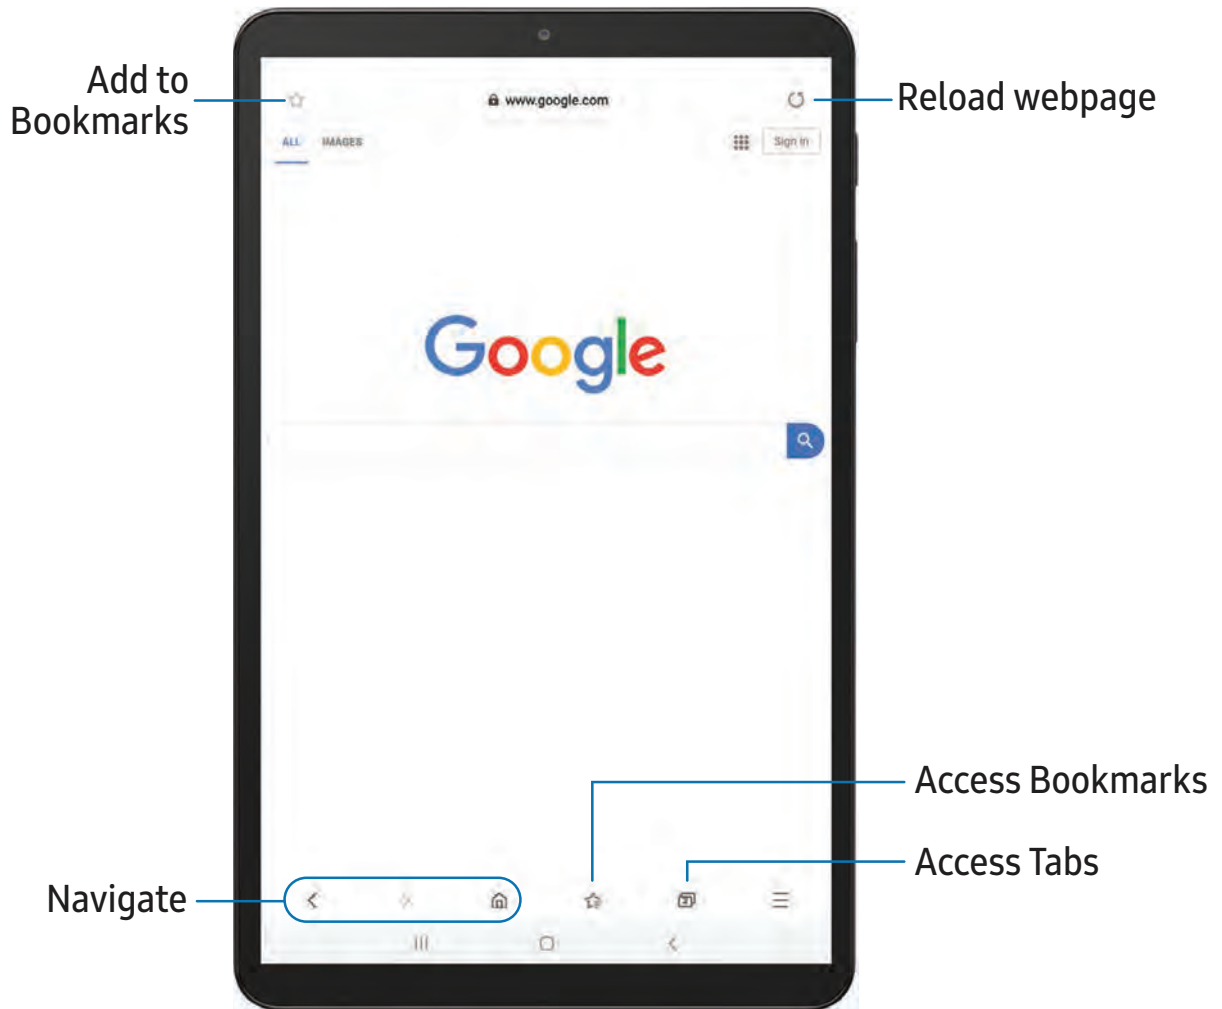 Add to
Bookmarks
www.google.com
Reload webpage
ALL IMAGES
Sign in
Google
Access Bookmarks
Access Tabs
Navigate